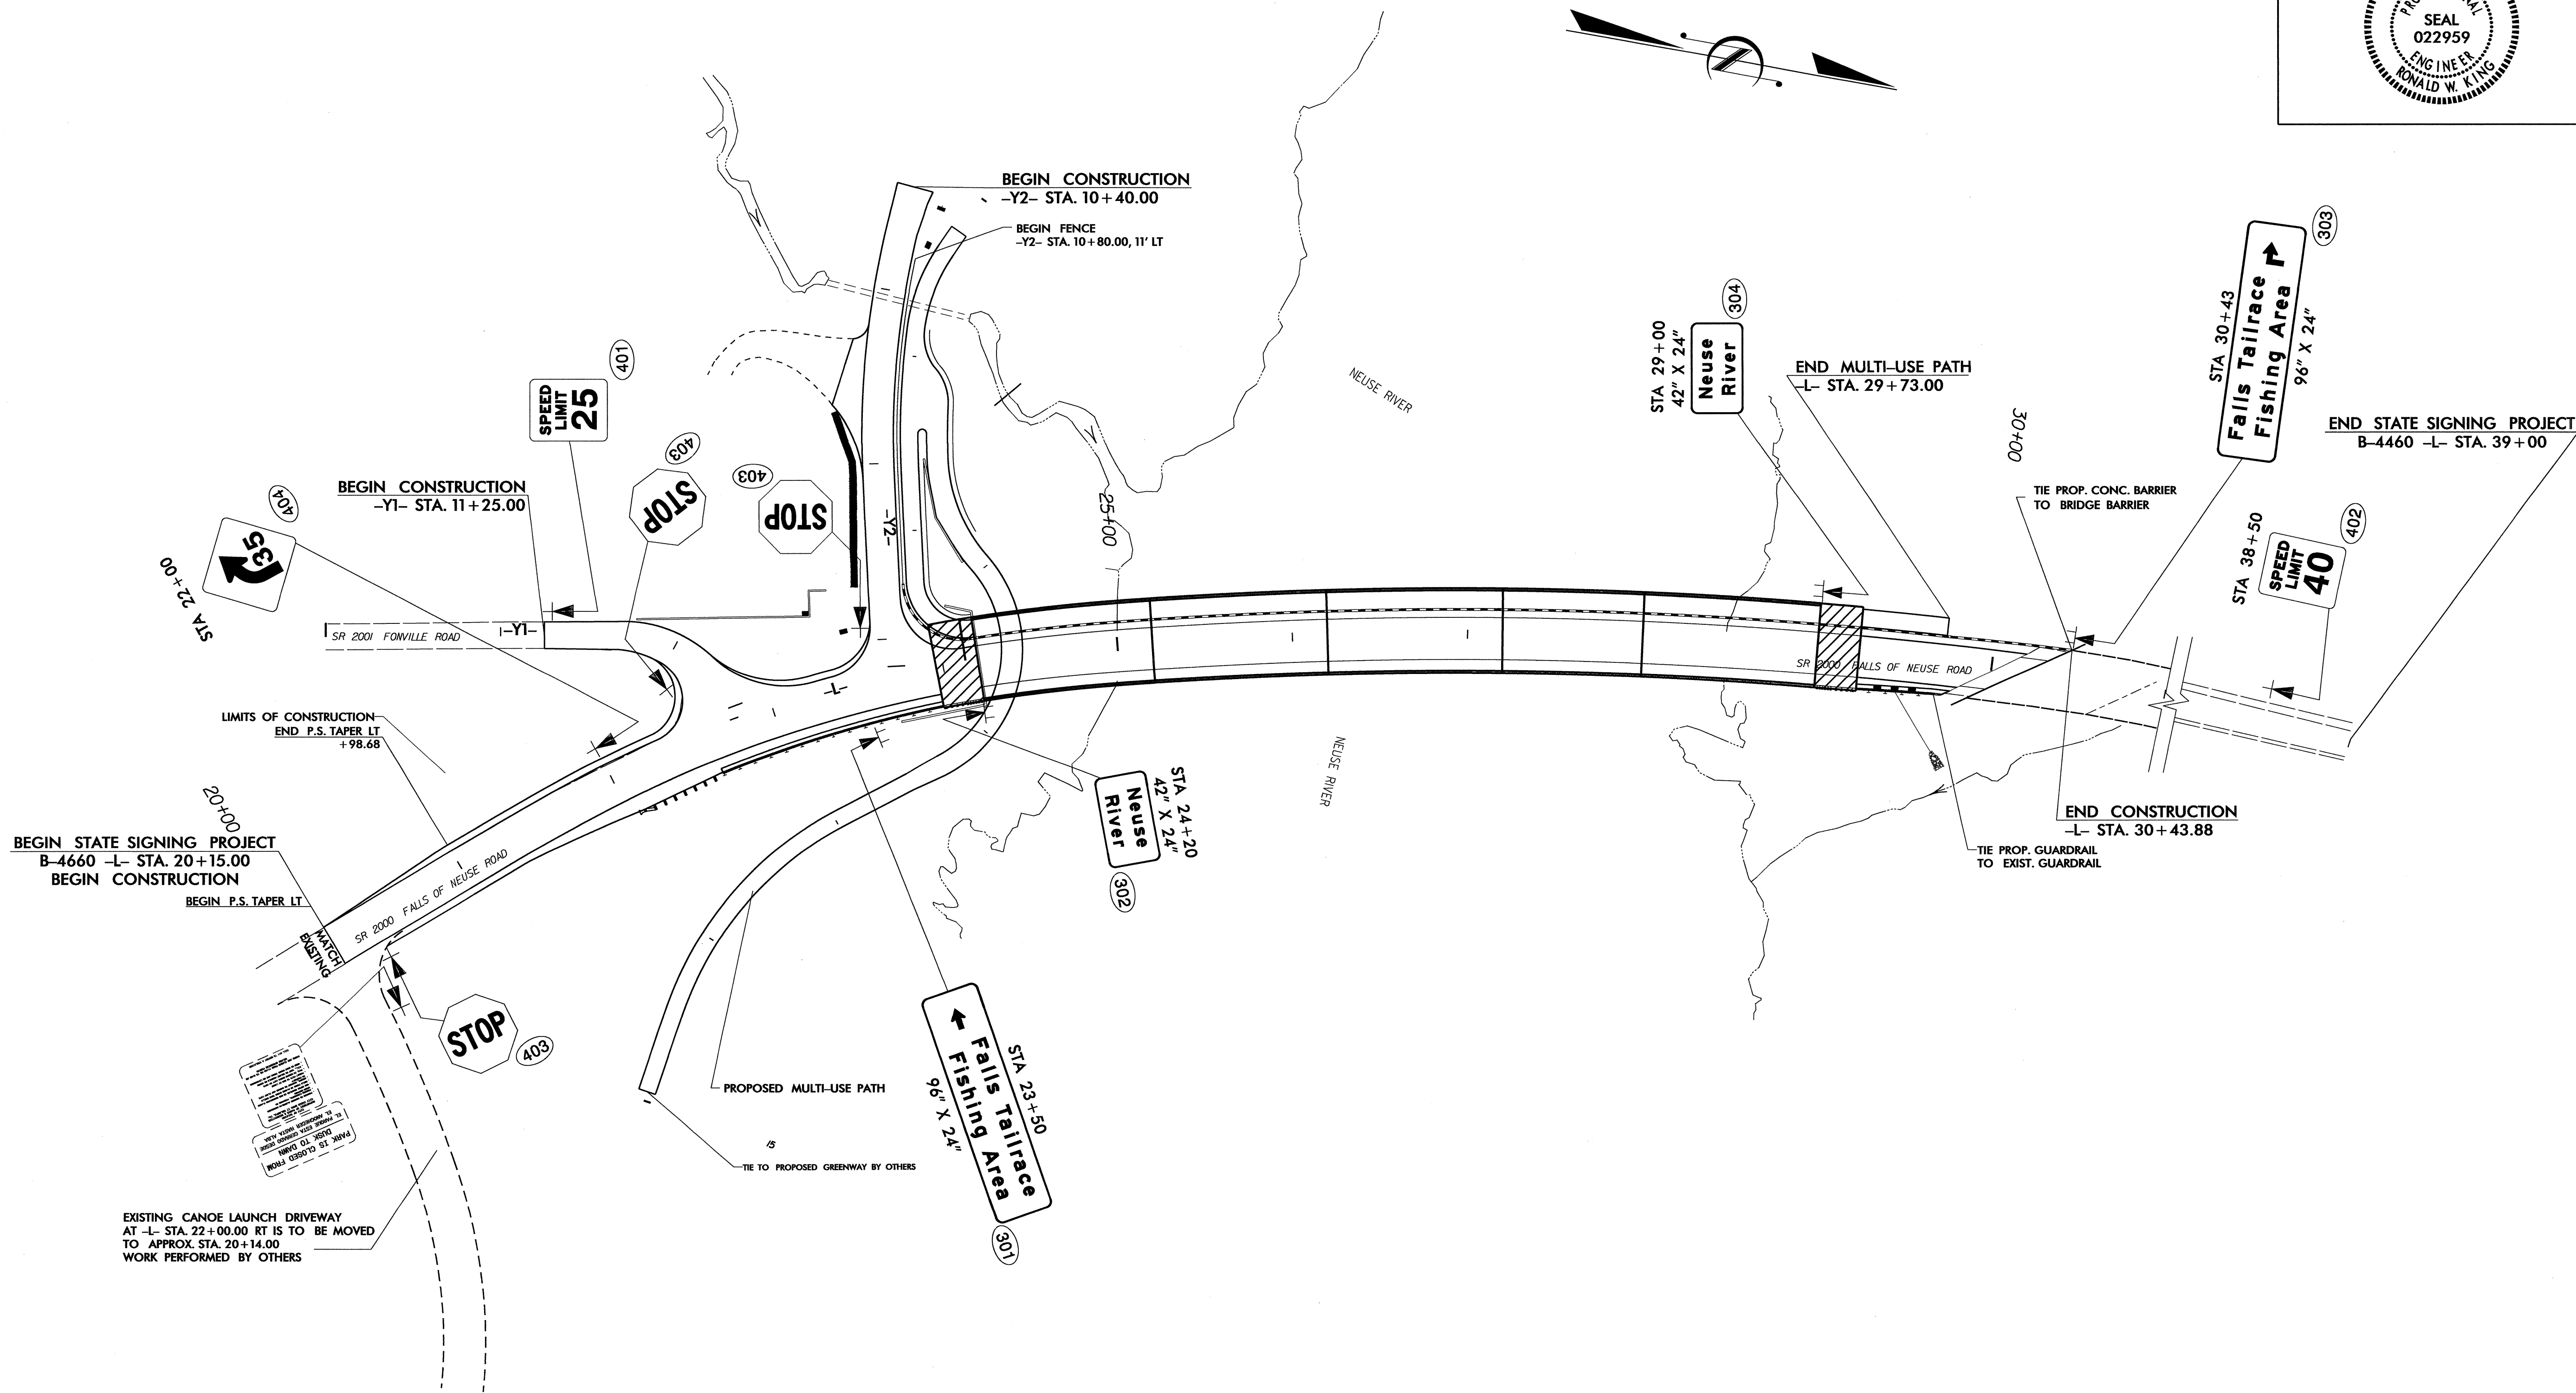 PROFESSIONAL
SEAL
022959
ENGINEER
RONALD W. KING
BEGIN CONSTRUCTION
-Y2- STA. 10+40.00
BEGIN FENCE
-Y2- STA. 10+80.00, 11' LT
303
STA 30+43
Falls Tailrace
Fishing Area
96" X 24"
304
STA 29+00
42" X 24"
Neuse
River
401
SPEED
LIMIT
25
NEUSE RIVER
END MULTI-USE PATH
-L- STA. 29+73.00
30+00
END STATE SIGNING PROJECT
B-4460 -L- STA. 39+00
403
STOP
403
STOP
BEGIN CONSTRUCTION
-Y1- STA. 11+25.00
404
35
STA 22+00
-Y2-
25+00
TIE PROP. CONC. BARRIER
TO BRIDGE BARRIER
402
STA 38+50
SPEED
LIMIT
40
SR 2001 FONVILLE ROAD
-Y1-
-L-
SR 2000 FALLS OF NEUSE ROAD
LIMITS OF CONSTRUCTION
END P.S. TAPER LT
+98.68
NEUSE RIVER
20+00
BEGIN STATE SIGNING PROJECT
B-4660 -L- STA. 20+15.00
BEGIN CONSTRUCTION
BEGIN P.S. TAPER LT
STA 24+20
42" X 24"
Neuse
River
302
END CONSTRUCTION
-L- STA. 30+43.88
TIE PROP. GUARDRAIL
TO EXIST. GUARDRAIL
SR 2000 FALLS OF NEUSE ROAD
MATCH
EXISTING
STOP
403
STA 23+50
Falls Tailrace
Fishing Area
96" X 24"
301
PROPOSED MULTI-USE PATH
15
TIE TO PROPOSED GREENWAY BY OTHERS
PARK IS CLOSED FROM
DUSK TO DAWN
EL PARQUE ESTA CERRADO DESDE
EL ANOCHECER HASTA ALBA
EXISTING CANOE LAUNCH DRIVEWAY
AT -L- STA. 22+00.00 RT IS TO BE MOVED
TO APPROX. STA. 20+14.00
WORK PERFORMED BY OTHERS